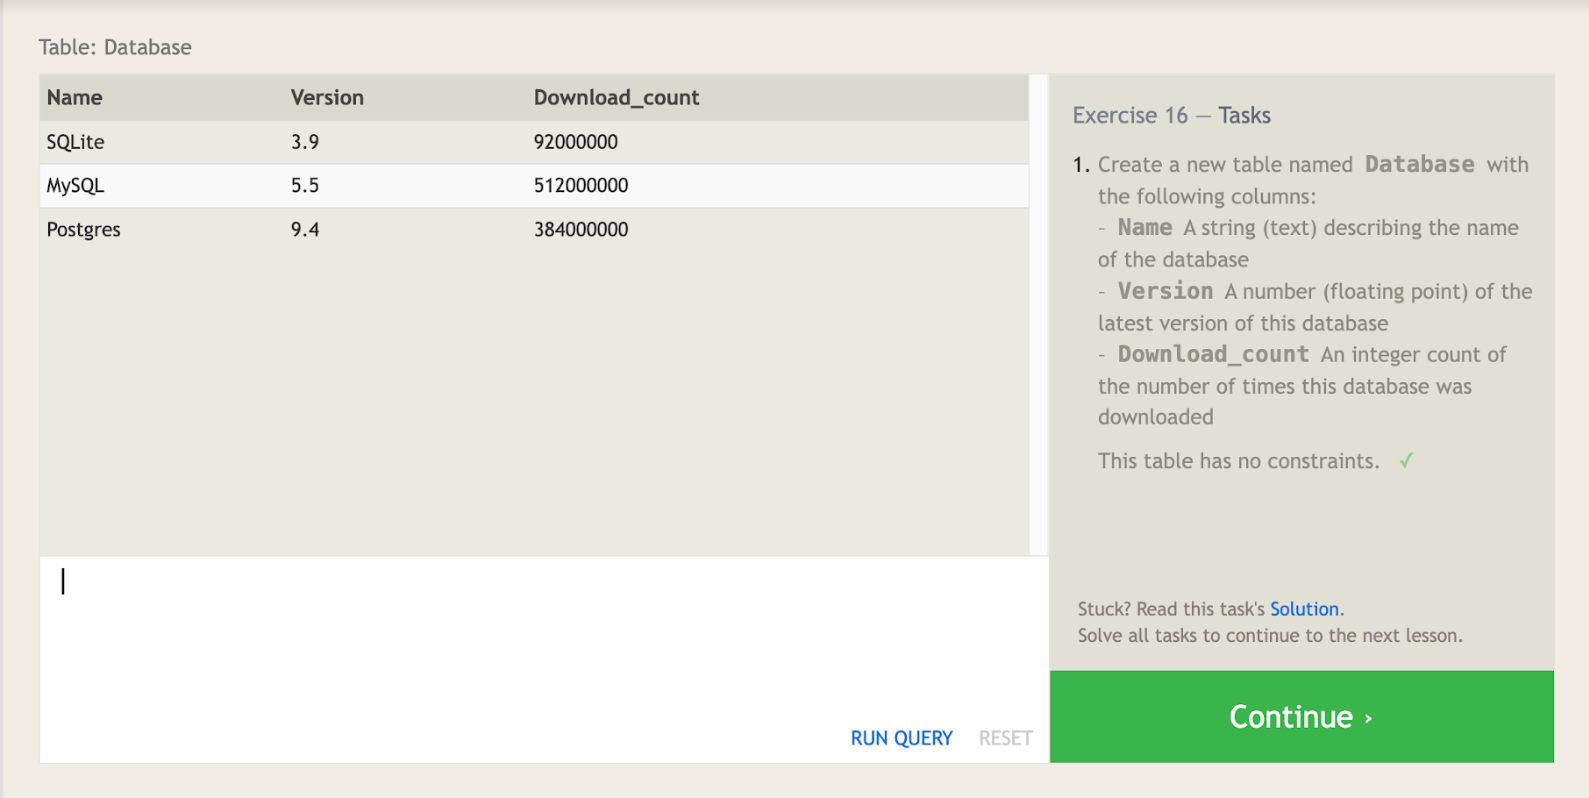 Table: Database
Name Version Download_count
SQLite 3.9 92000000
MySQL 5.5 512000000
Postgres 9.4 384000000
RUN QUERY RESET
Exercise 16 — Tasks
1. Create a new table named Database with
the following columns:
- Name A string (text) describing the name
of the database
- Version A number (floating point) of the
latest version of this database
- Download_count An integer count of
the number of times this database was
downloaded
This table has no constraints. ✓
Stuck? Read this task's Solution.
Solve all tasks to continue to the next lesson.
Continue ›